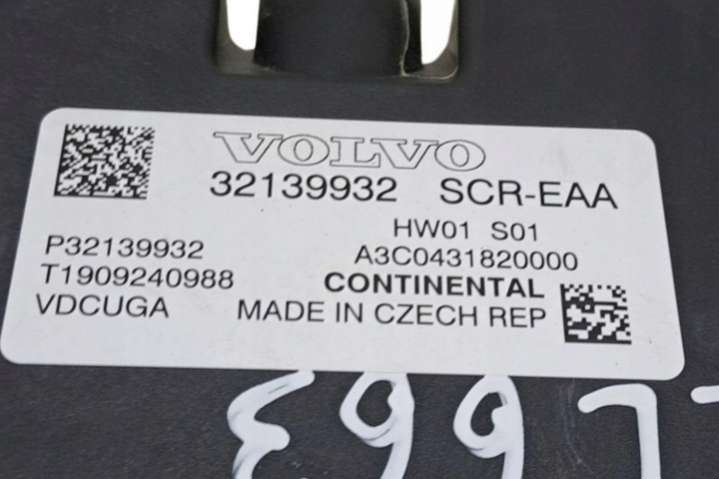 VOLVO
32139932 SCR-EAA
HW01 S01
P32139932 A3C0431820000
T1909240988 CONTINENTAL
VDCUGA MADE IN CZECH REP